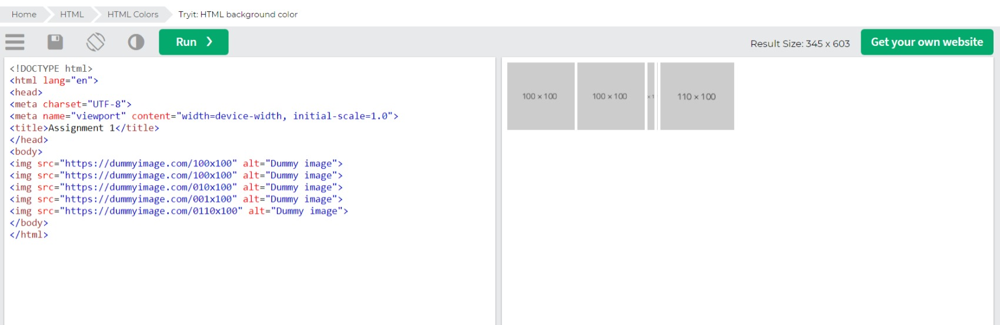 Home HTML HTML Colors Tryit: HTML background color
Run ❯ Result Size: 345 x 603 Get your own website
<!DOCTYPE html>
<html lang="en">
<head>
<meta charset="UTF-8">
<meta name="viewport" content="width=device-width, initial-scale=1.0">
<title>Assignment 1</title>
</head>
<body>
<img src="https://dummyimage.com/100x100" alt="Dummy image">
<img src="https://dummyimage.com/100x100" alt="Dummy image">
<img src="https://dummyimage.com/010x100" alt="Dummy image">
<img src="https://dummyimage.com/001x100" alt="Dummy image">
<img src="https://dummyimage.com/0110x100" alt="Dummy image">
</body>
</html>
100 × 100 100 × 100 × 1 110 × 100